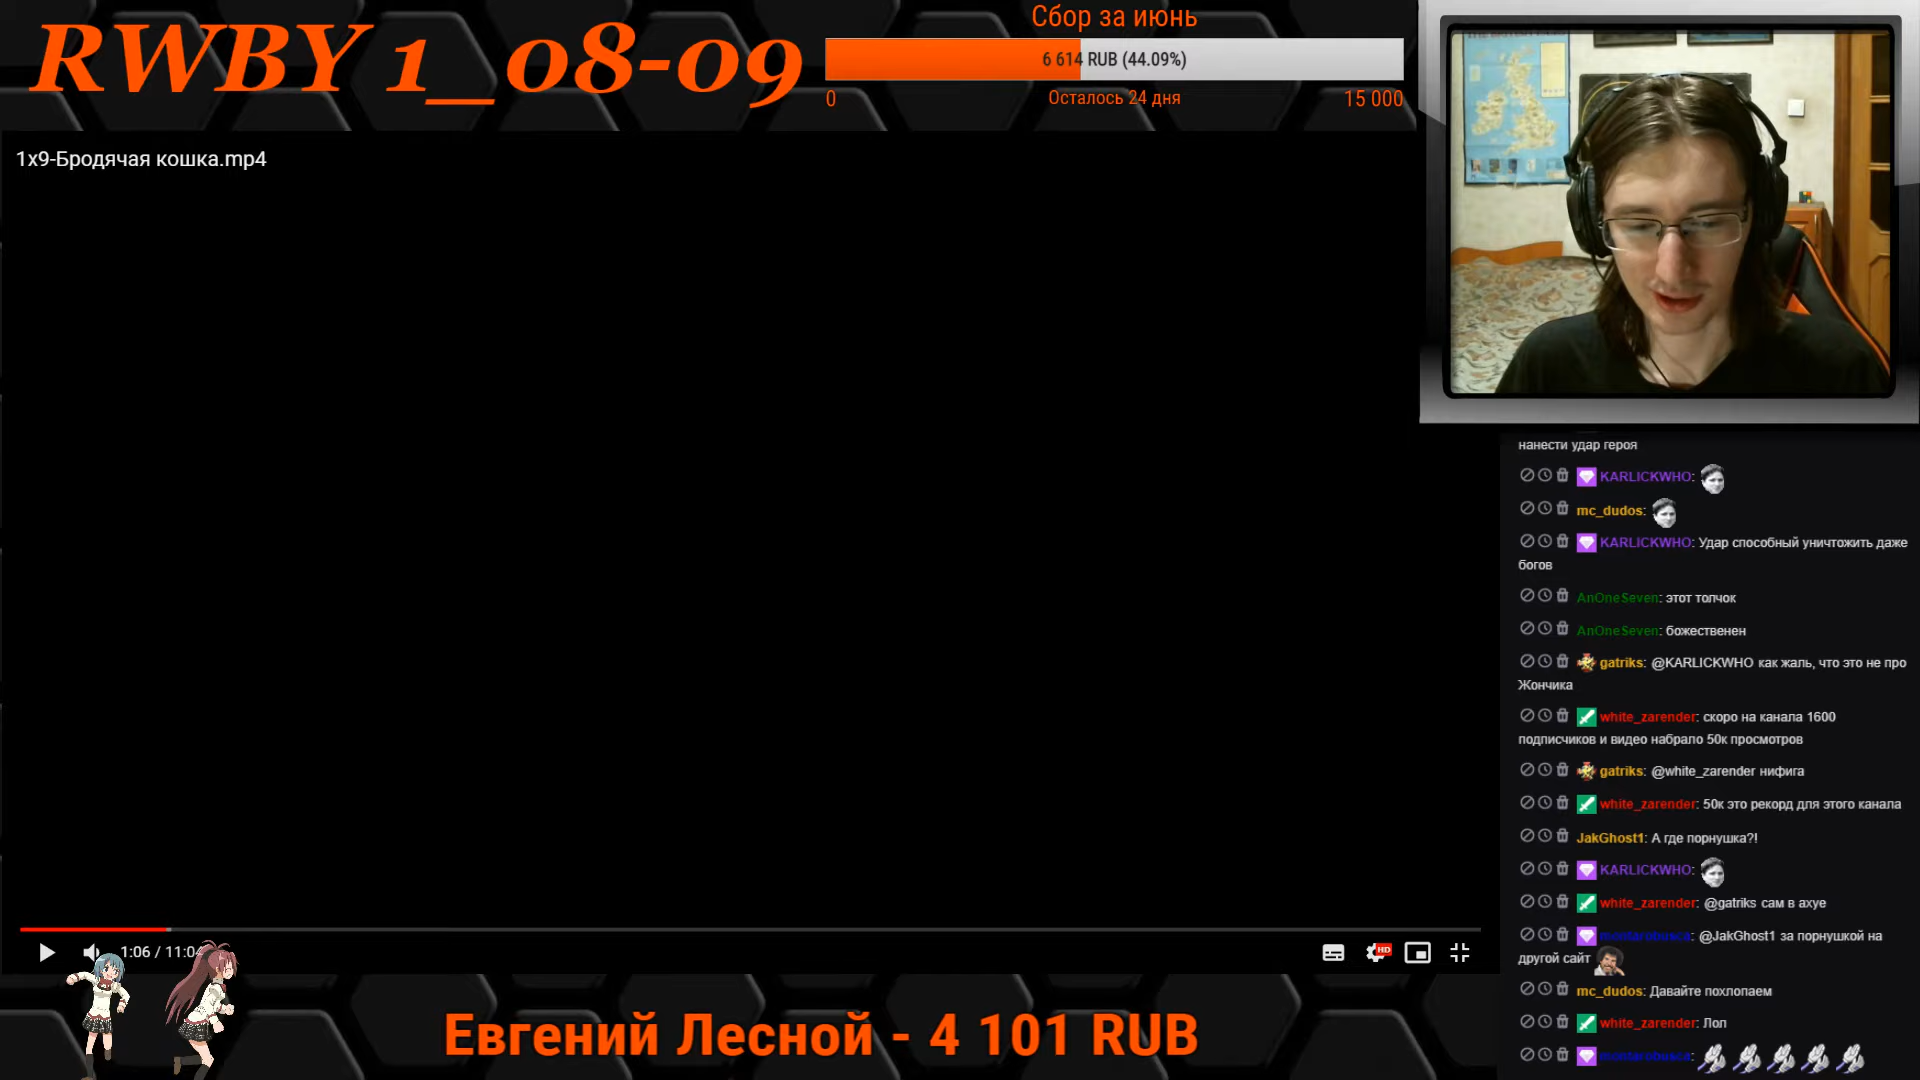 RWBY 1_08-09
Сбор за июнь
6 614 RUB (44.09%)
0
Осталось 24 дня
15 000
1x9-Бродячая кошка.mp4
1:06 / 11:04
HD
Евгений Лесной - 4 101 RUB
нанести удар героя
KARLICKWHO:
mc_dudos:
KARLICKWHO: Удар способный уничтожить даже
богов
AnOneSeven: этот толчок
AnOneSeven: божественен
gatriks: @KARLICKWHO как жаль, что это не про
Жончика
white_zarender: скоро на канала 1600
подписчиков и видео набрало 50к просмотров
gatriks: @white_zarender нифига
white_zarender: 50к это рекорд для этого канала
JakGhost1: А где порнушка?!
KARLICKWHO:
white_zarender: @gatriks сам в ахуе
@JakGhost1 за порнушкой на
другой сайт
mc_dudos: Давайте похлопаем
white_zarender: Лол